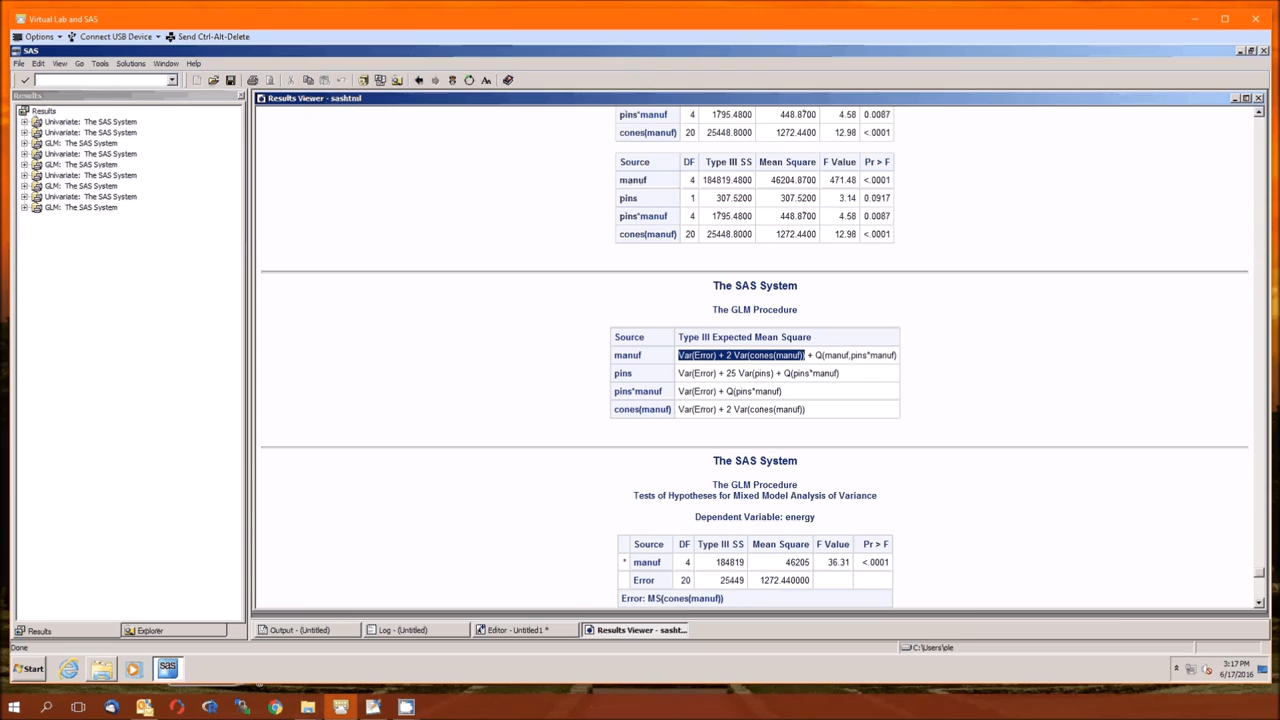 Virtual Lab and SAS
Options Connect USB Device Send Ctrl-Alt-Delete
SAS
File Edit View Go Tools Solutions Window Help
Results
Results Viewer - sashtml
Results
Univariate: The SAS System
Univariate: The SAS System
GLM: The SAS System
Univariate: The SAS System
GLM: The SAS System
Univariate: The SAS System
GLM: The SAS System
Univariate: The SAS System
GLM: The SAS System
pins*manuf 4 1795.4800 448.8700 4.58 0.0087
cones(manuf) 20 25448.8000 1272.4400 12.98 <.0001
Source DF Type III SS Mean Square F Value Pr > F
manuf 4 184819.4800 46204.8700 471.48 <.0001
pins 1 307.5200 307.5200 3.14 0.0917
pins*manuf 4 1795.4800 448.8700 4.58 0.0087
cones(manuf) 20 25448.8000 1272.4400 12.98 <.0001
The SAS System
The GLM Procedure
Source Type III Expected Mean Square
manuf Var(Error) + 2 Var(cones(manuf)) + Q(manuf,pins*manuf)
pins Var(Error) + 25 Var(pins) + Q(pins*manuf)
pins*manuf Var(Error) + Q(pins*manuf)
cones(manuf) Var(Error) + 2 Var(cones(manuf))
The SAS System
The GLM Procedure
Tests of Hypotheses for Mixed Model Analysis of Variance
Dependent Variable: energy
Source DF Type III SS Mean Square F Value Pr > F
* manuf 4 184819 46205 36.31 <.0001
Error 20 25449 1272.440000
Error: MS(cones(manuf))
Results Explorer
Output - (Untitled) Log - (Untitled) Editor - Untitled1 * Results Viewer - sasht...
Done
C:\Users\ple
Start
sas
3:17 PM
6/17/2016